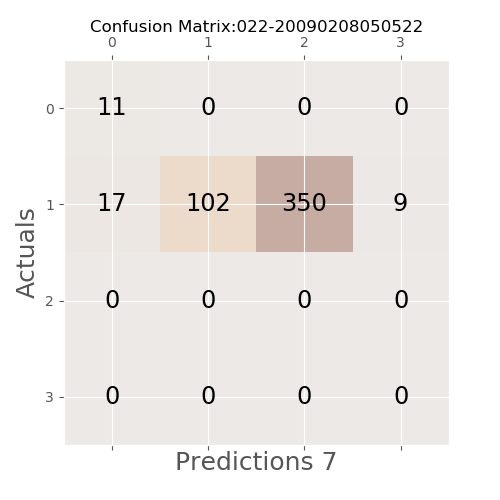 Confusion Matrix:022-20090208050522
0 1 2 3
0 11 0 0 0
1 17 102 350 9
2 0 0 0 0
3 0 0 0 0
Actuals
Predictions 7